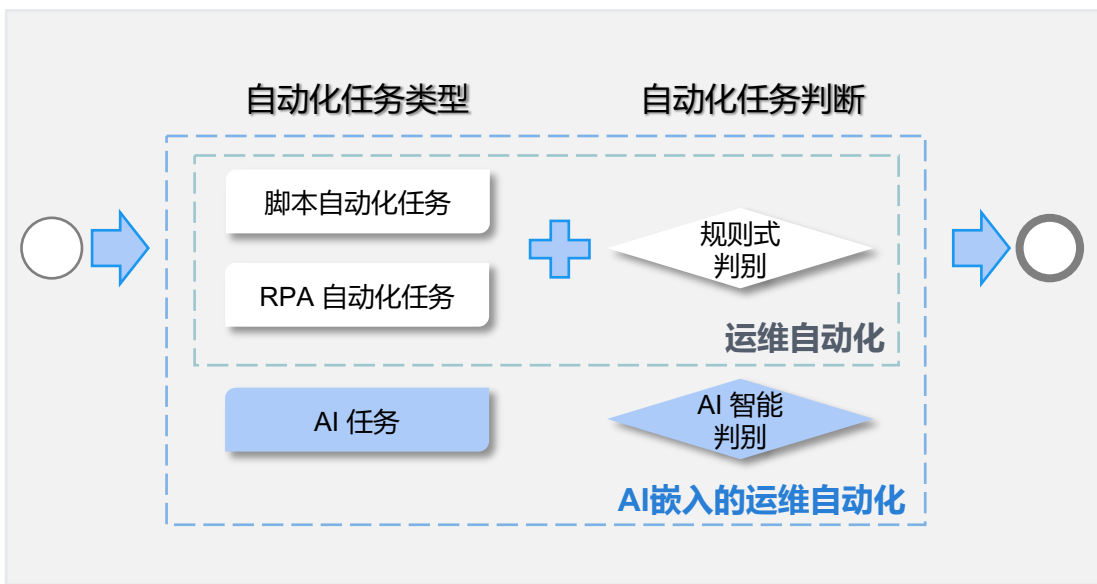 自动化任务类型
自动化任务判断
脚本自动化任务
RPA 自动化任务
规则式
判别
运维自动化
AI 任务
AI 智能
判别
AI嵌入的运维自动化